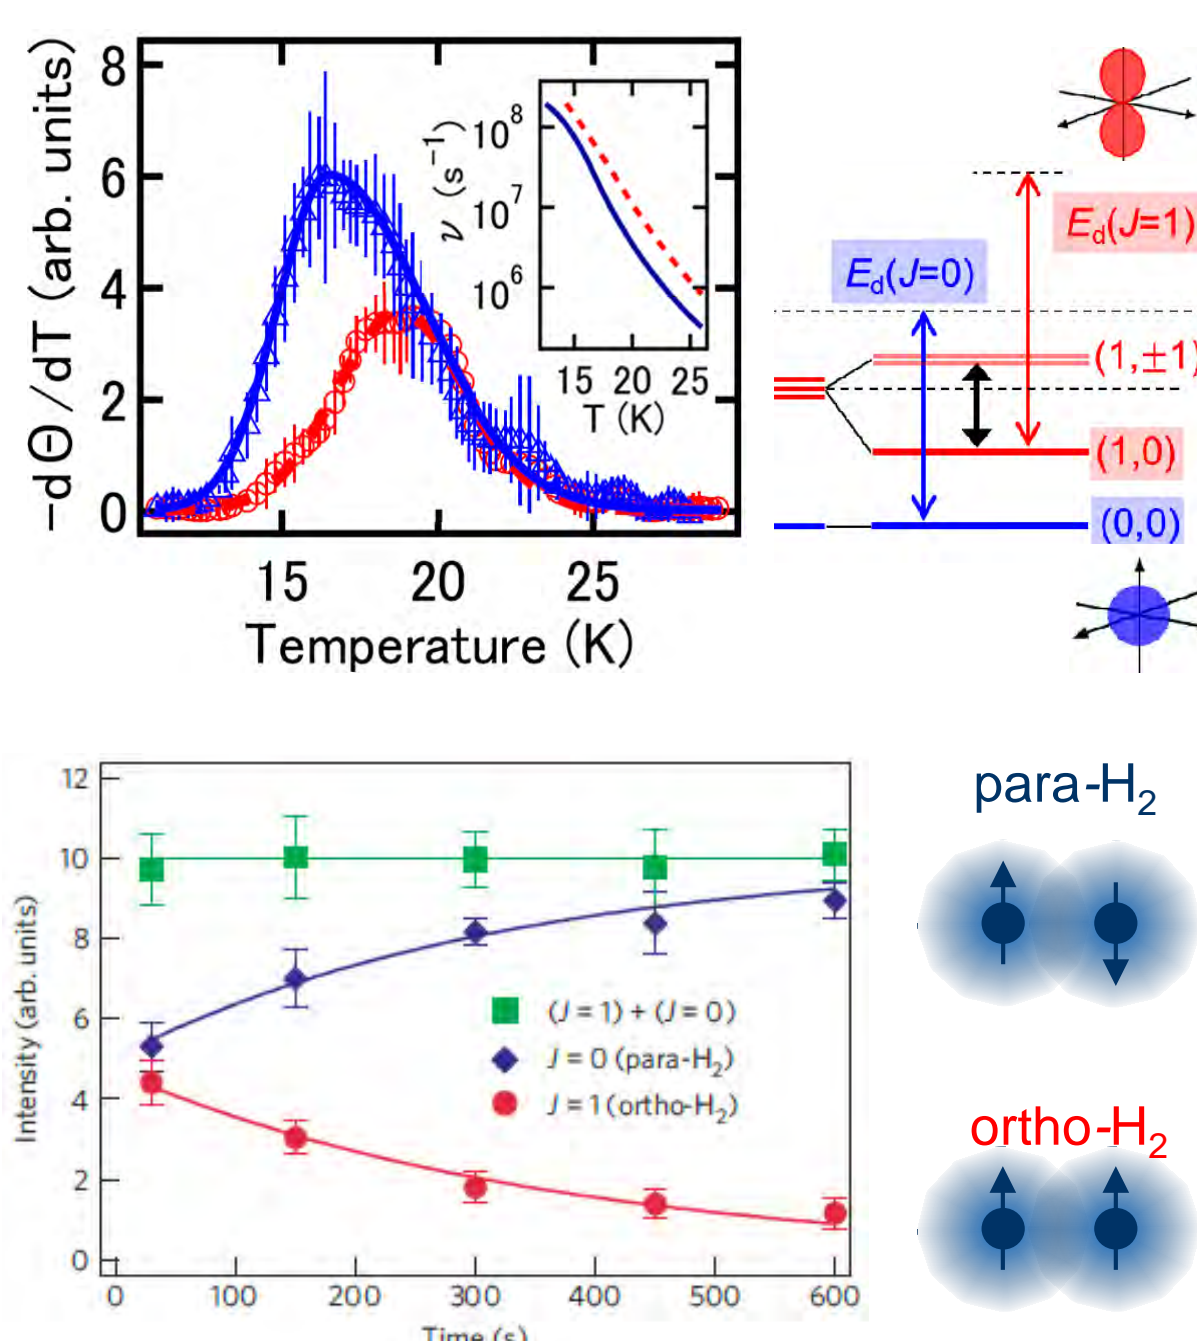 −dΘ/dT (arb. units)
8
6
4
2
0
15
20
25
Temperature (K)
ν (s⁻¹)
10⁸
10⁷
10⁶
15
20
25
T (K)
E_d(J=0)
E_d(J=1)
(1,±1)
(1,0)
(0,0)
Intensity (arb. units)
12
10
8
6
4
2
0
(J = 1) + (J = 0)
J = 0 (para-H₂)
J = 1 (ortho-H₂)
0
100
200
300
400
500
600
Time (s)
para-H₂
ortho-H₂